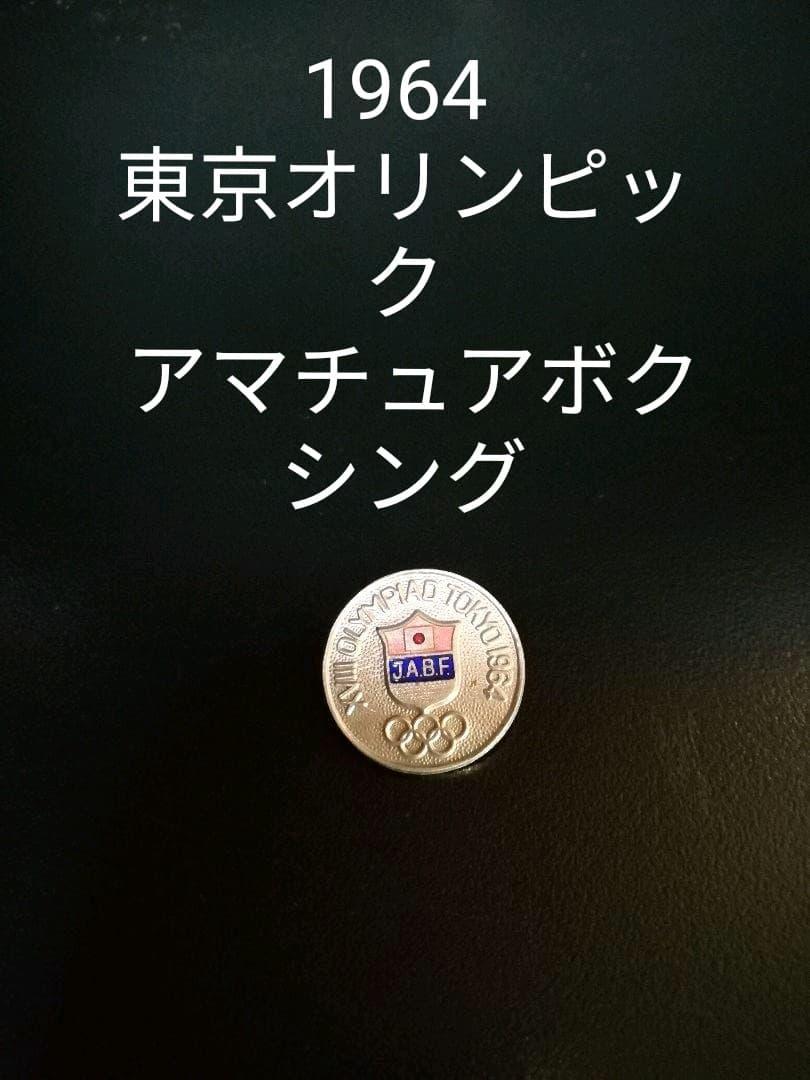 1964
東京オリンピッ
ク
アマチュアボク
シング
XVIII OLYMPIAD TOKYO 1964
J.A.B.F.